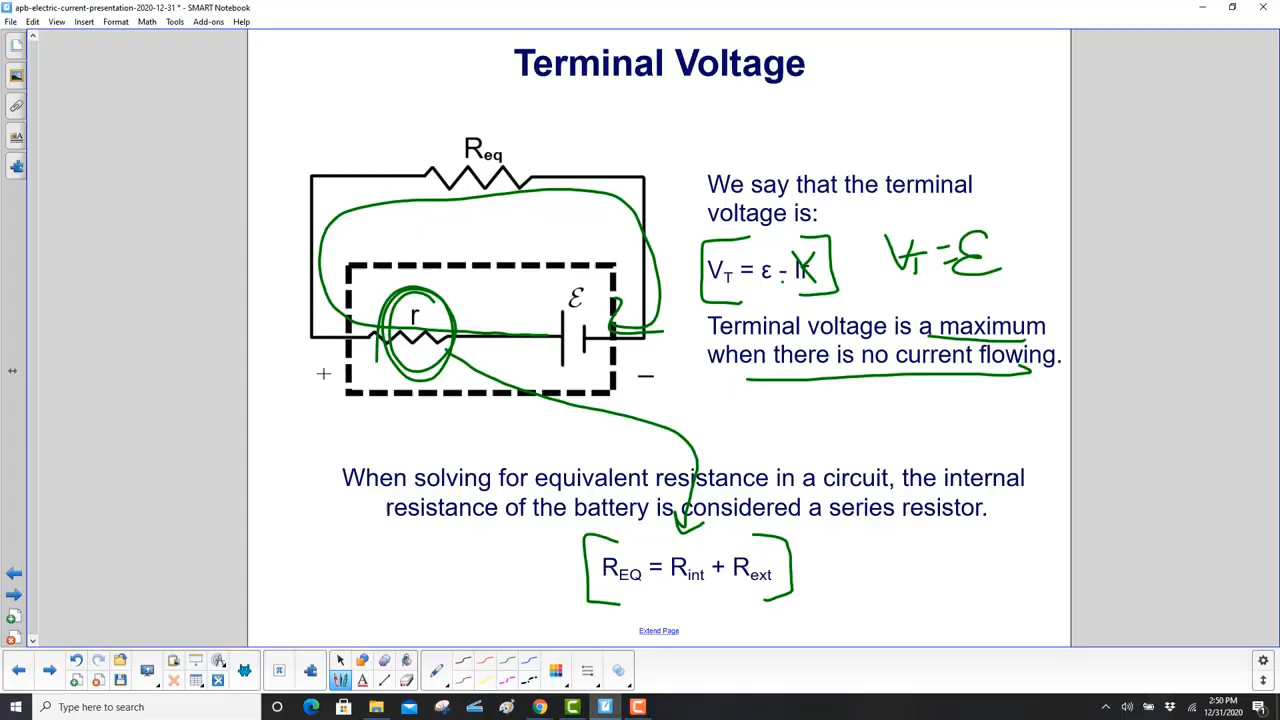 apb-electric-current-presentation-2020-12-31 * - SMART Notebook
File Edit View Insert Format Math Tools Add-ons Help
Terminal Voltage
Req
r
ℰ
+
−
We say that the terminal
voltage is:
VT = ε - Ir
VT = ℰ
Terminal voltage is a maximum
when there is no current flowing.
When solving for equivalent resistance in a circuit, the internal
resistance of the battery is considered a series resistor.
REQ = Rint + Rext
Extend Page
Type here to search
2:50 PM
12/31/2020